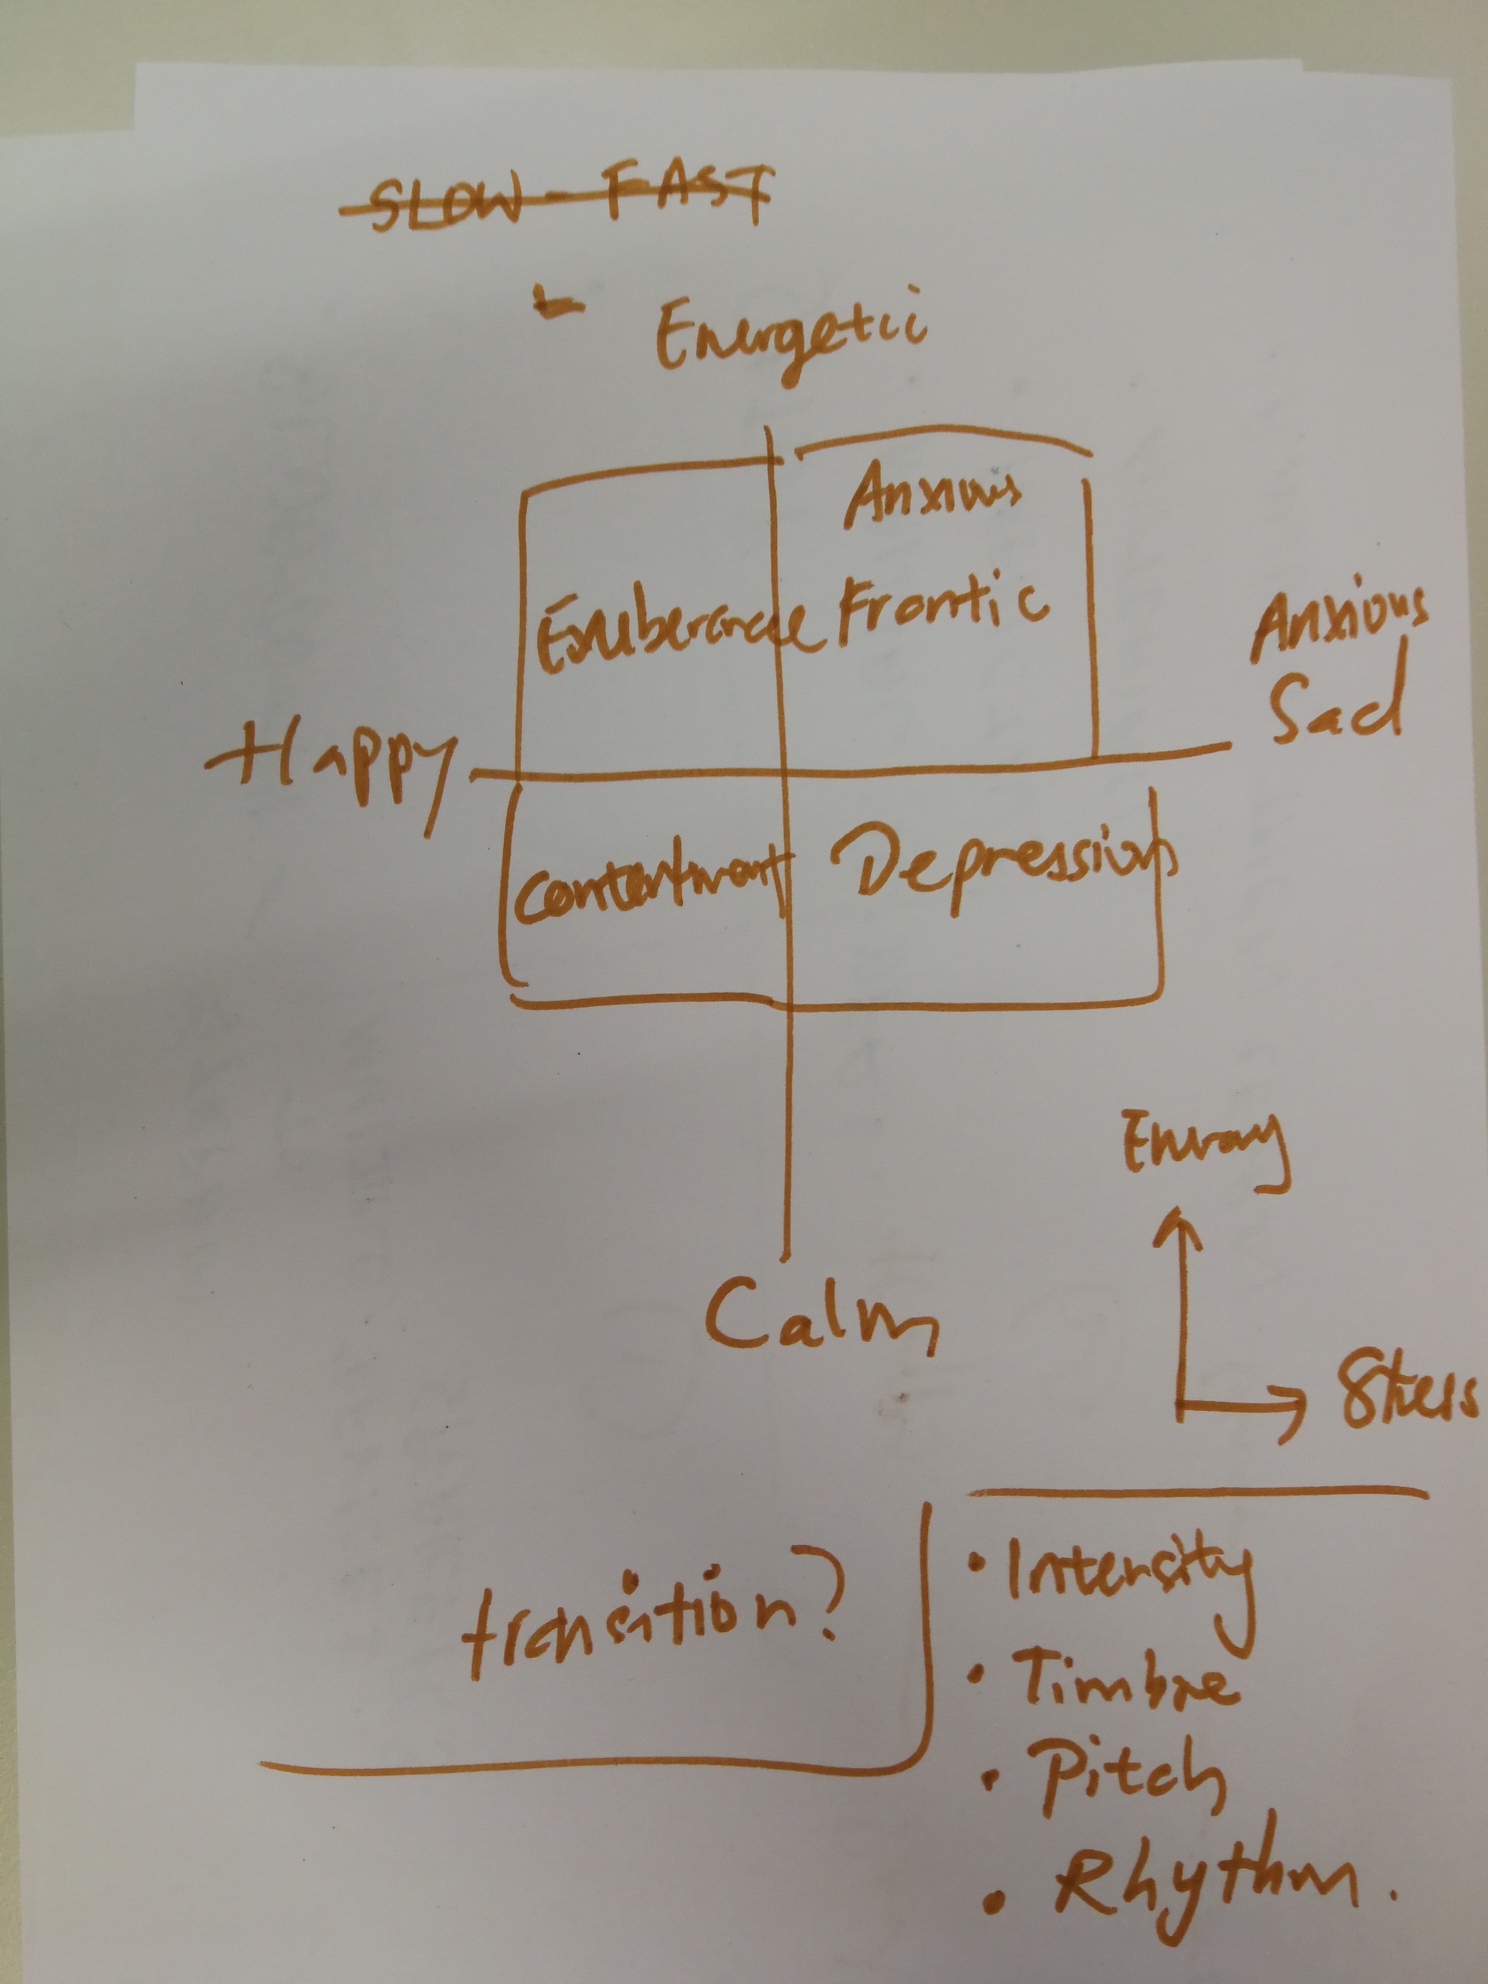 SLOW - FAST
Energetic
Anxious
Exuberance Frantic
Anxious
Sad
Happy
Contentment Depression
Energy
Calm
Stress
transition?
• Intensity
• Timbre
• Pitch
• Rhythm.